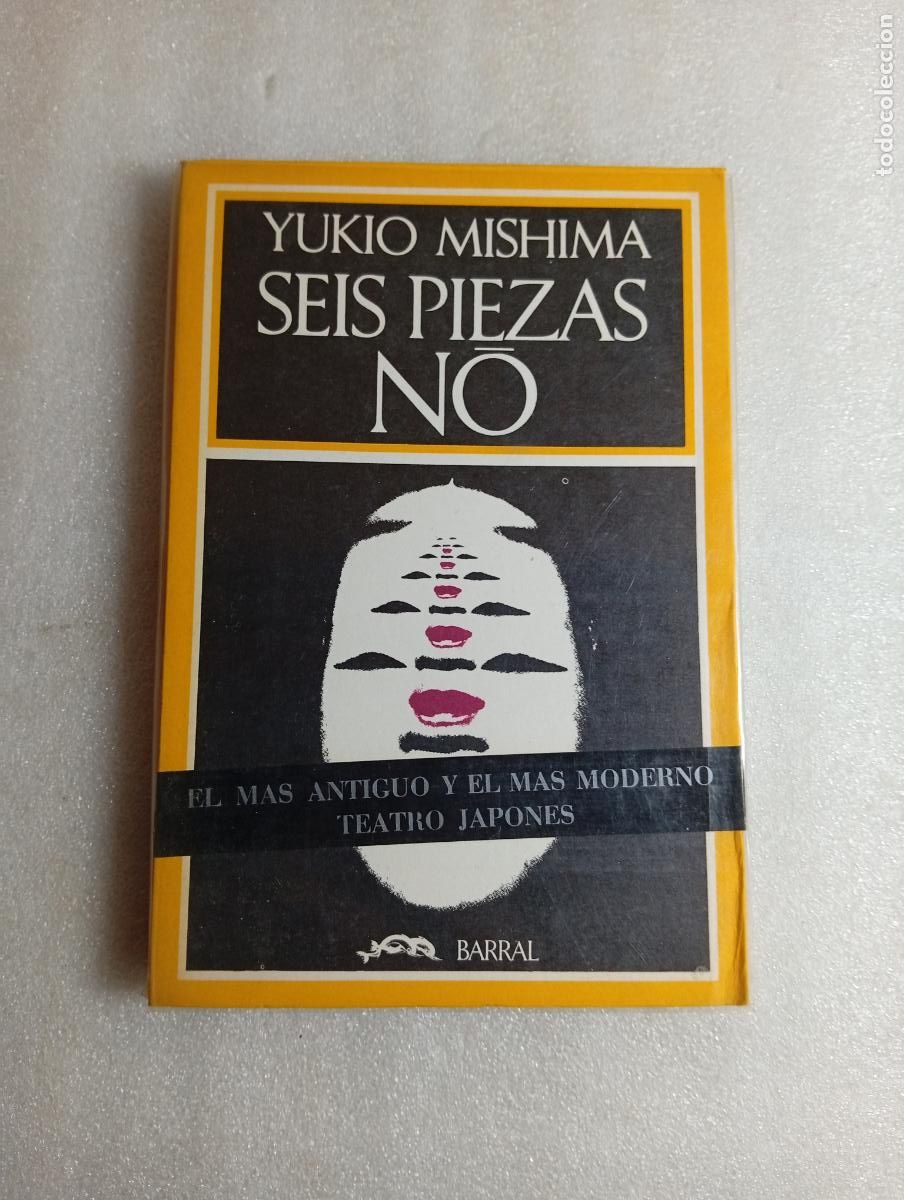 todocoleccion
YUKIO MISHIMA
SEIS PIEZAS
NŌ
EL MAS ANTIGUO Y EL MAS MODERNO
TEATRO JAPONES
BARRAL